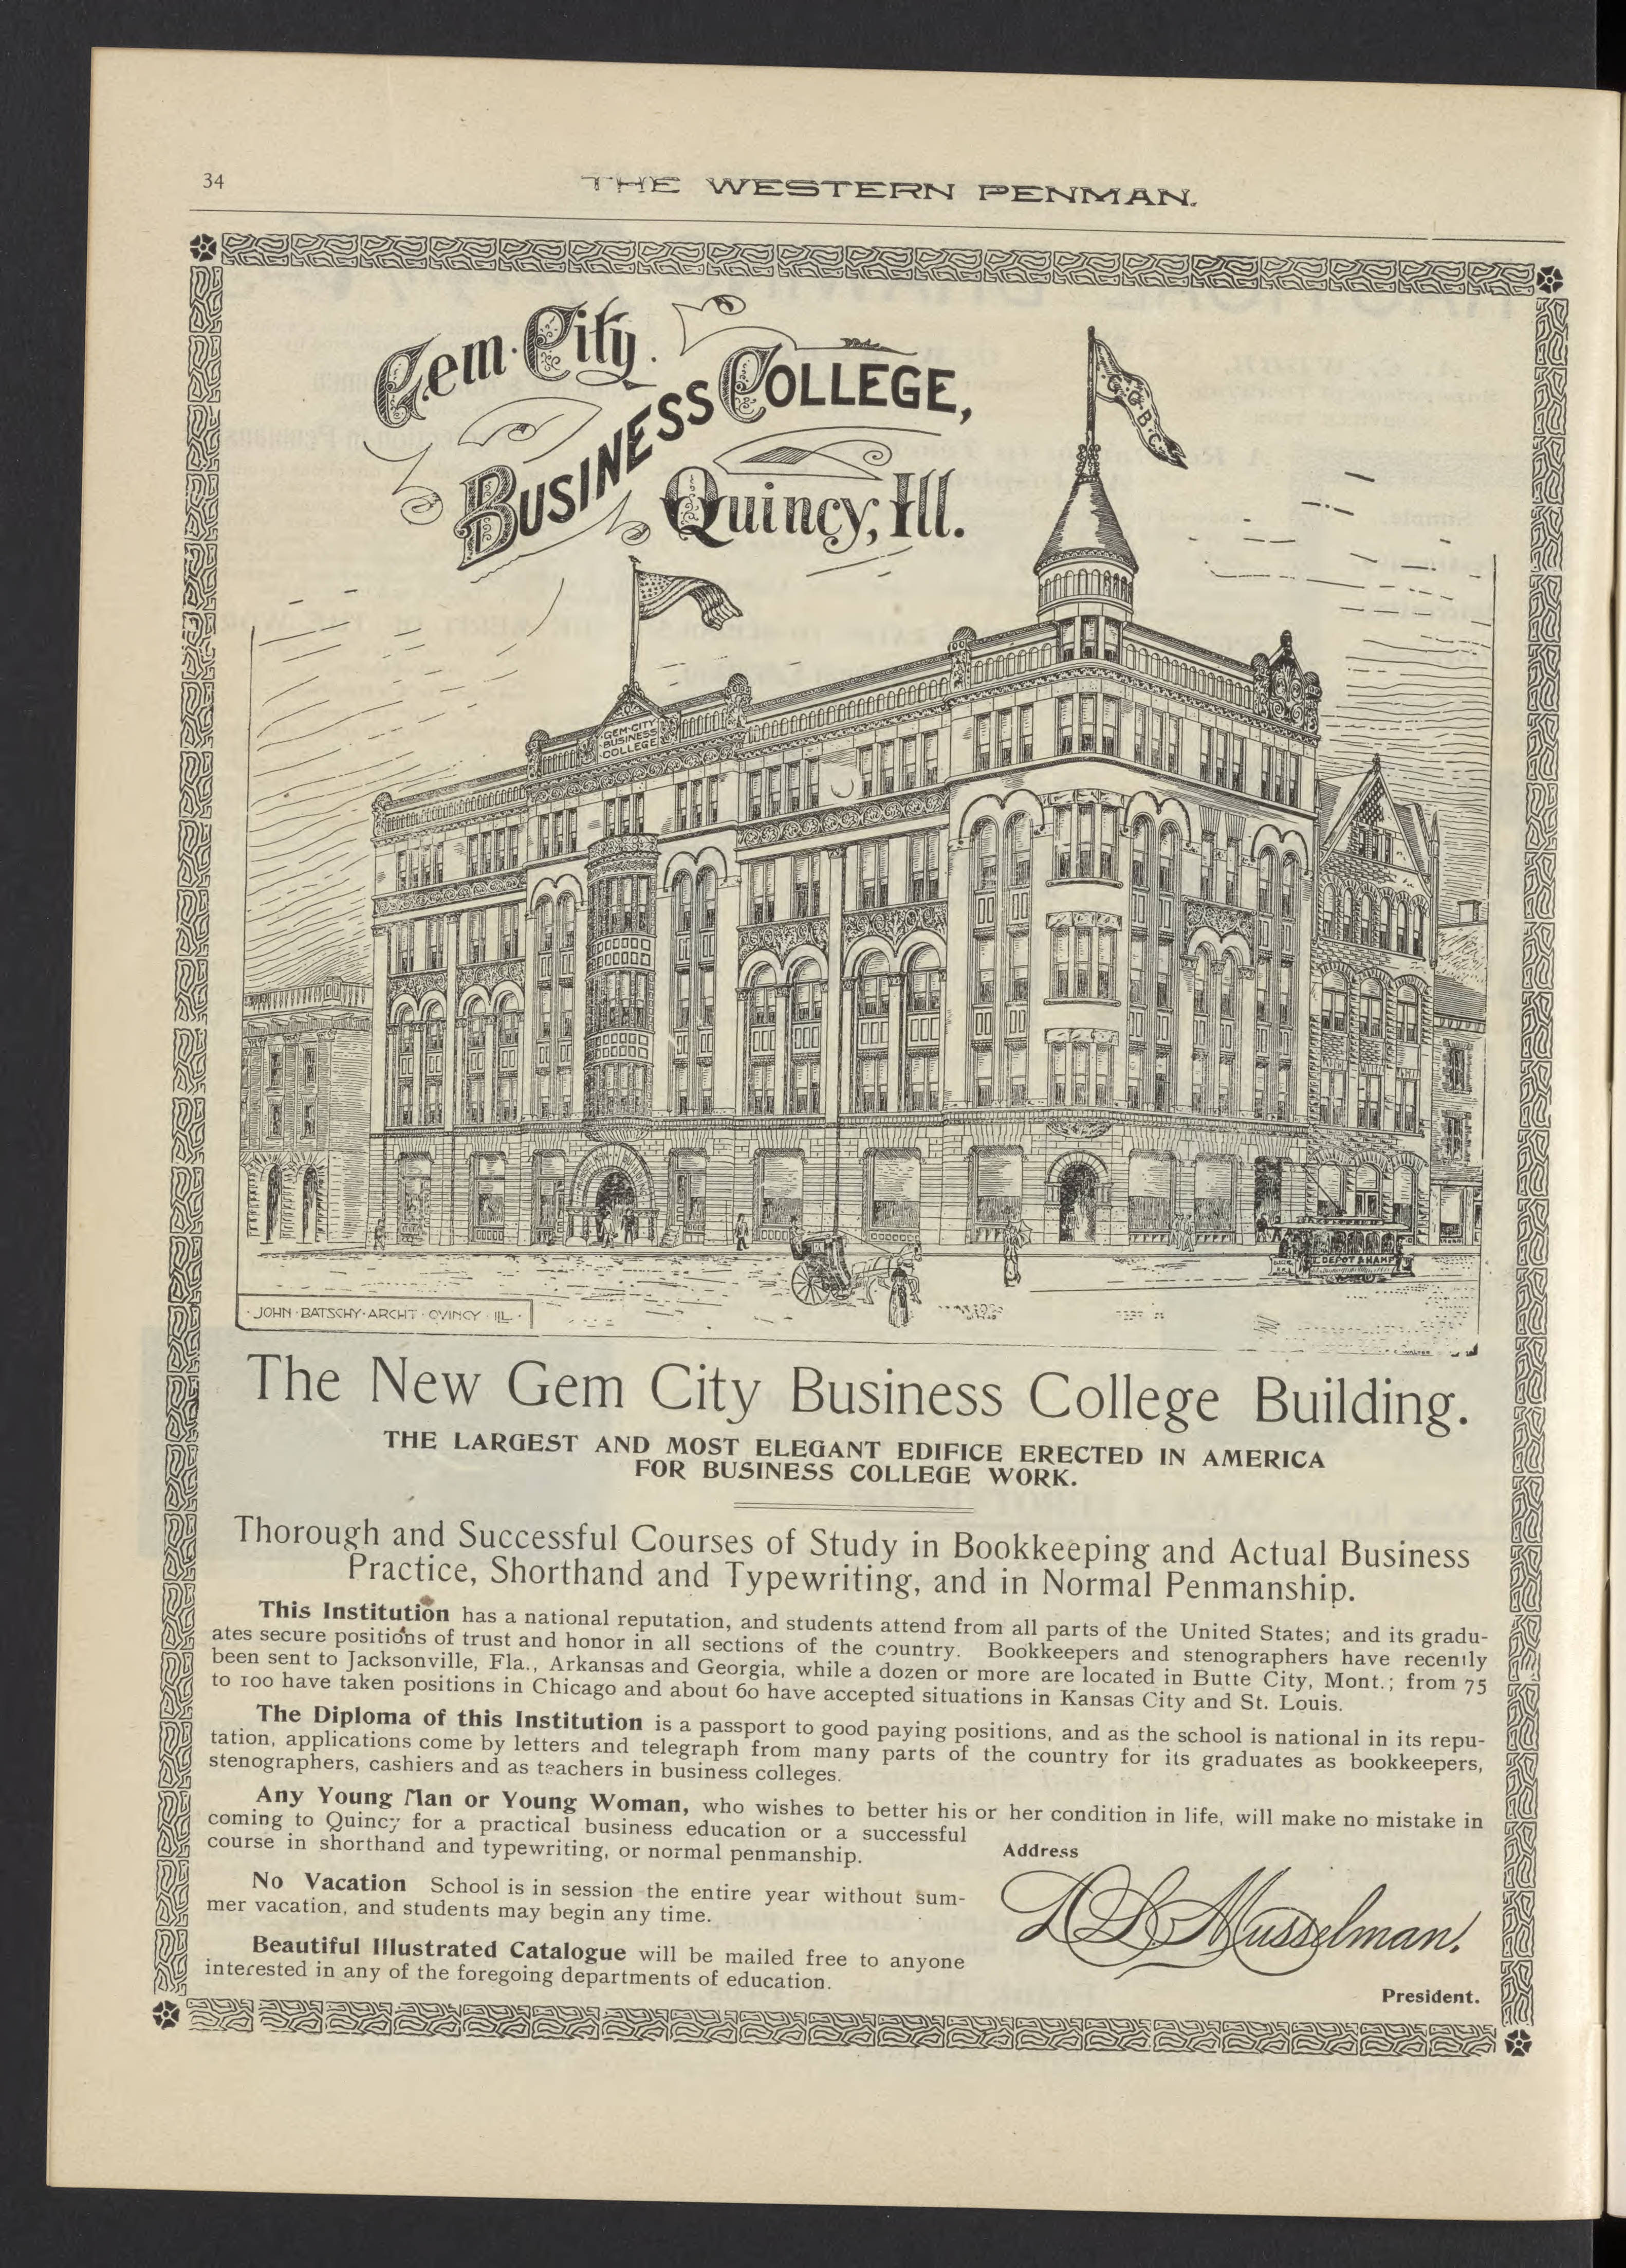 34
THE WESTERN PENMAN.
Gem City
BUSINESS COLLEGE,
Quincy, Ill.
G.C.B.C.
GEM-CITY
BUSINESS
COLLEGE
DEPOT & HAMP
· JOHN · BATSCHY · ARCHT · QVINCY · ILL ·
WALTER
The New Gem City Business College Building.
THE LARGEST AND MOST ELEGANT EDIFICE ERECTED IN AMERICA
FOR BUSINESS COLLEGE WORK.
Thorough and Successful Courses of Study in Bookkeeping and Actual Business
Practice, Shorthand and Typewriting, and in Normal Penmanship.
This Institution has a national reputation, and students attend from all parts of the United States; and its gradu-
ates secure positions of trust and honor in all sections of the country. Bookkeepers and stenographers have recently
been sent to Jacksonville, Fla., Arkansas and Georgia, while a dozen or more are located in Butte City, Mont.; from 75
to 100 have taken positions in Chicago and about 60 have accepted situations in Kansas City and St. Louis.
The Diploma of this Institution is a passport to good paying positions, and as the school is national in its repu-
tation, applications come by letters and telegraph from many parts of the country for its graduates as bookkeepers,
stenographers, cashiers and as teachers in business colleges.
Any Young Man or Young Woman, who wishes to better his or her condition in life, will make no mistake in
coming to Quincy for a practical business education or a successful
course in shorthand and typewriting, or normal penmanship.
No Vacation School is in session the entire year without sum-
mer vacation, and students may begin any time.
Beautiful Illustrated Catalogue will be mailed free to anyone
interested in any of the foregoing departments of education.
Address
D L Musselman.
President.